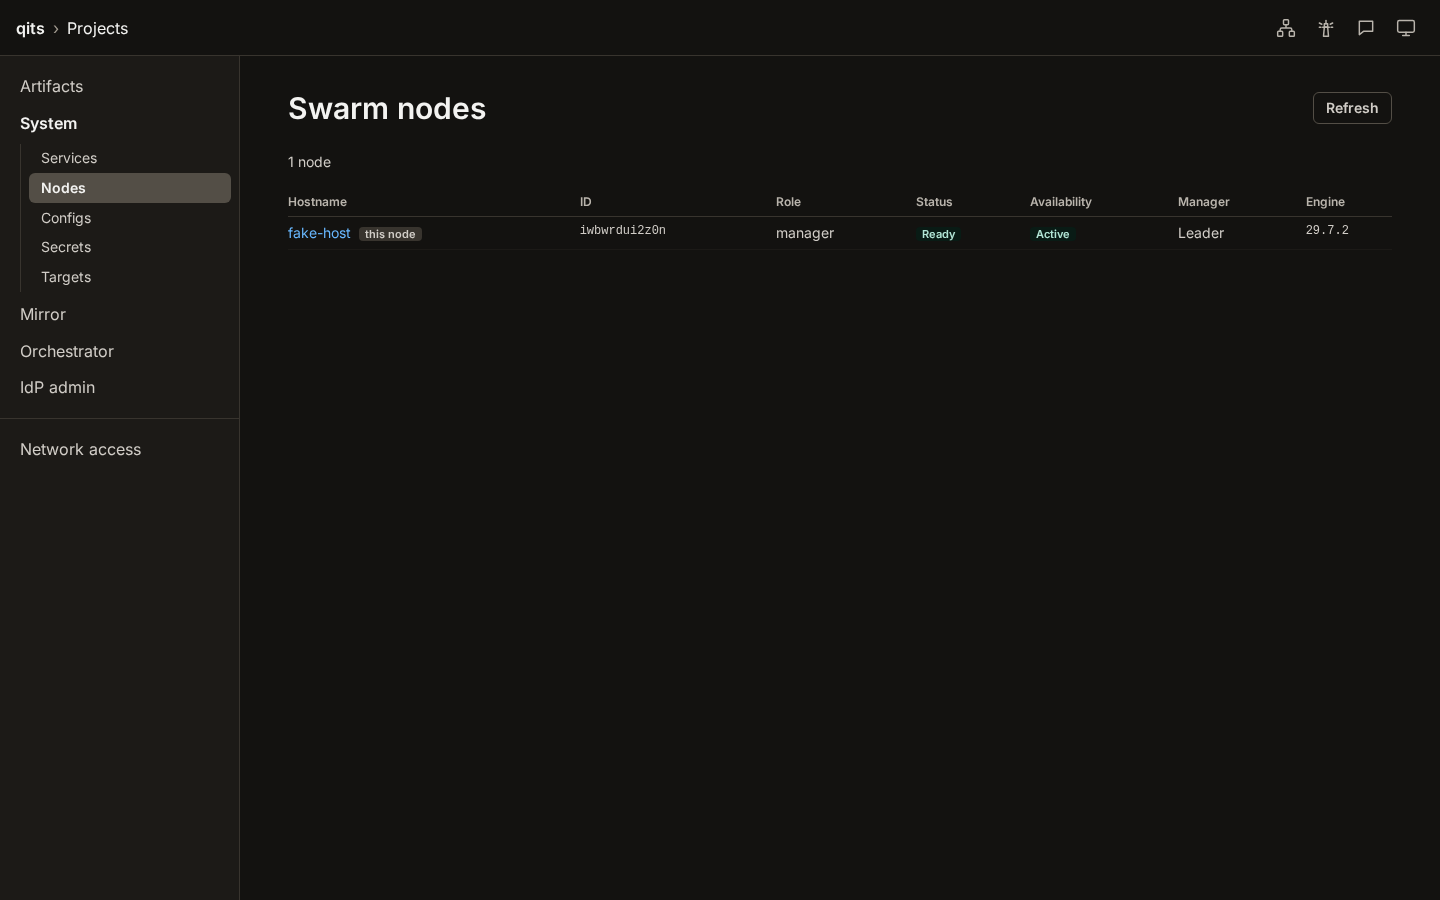 qits › Projects
Artifacts
System
Services
Nodes
Configs
Secrets
Targets
Mirror
Orchestrator
IdP admin
Network access
Swarm nodes
Refresh
1 node
Hostname ID Role Status Availability Manager Engine
fake-host this node iwbwrdui2z0n manager Ready Active Leader 29.7.2